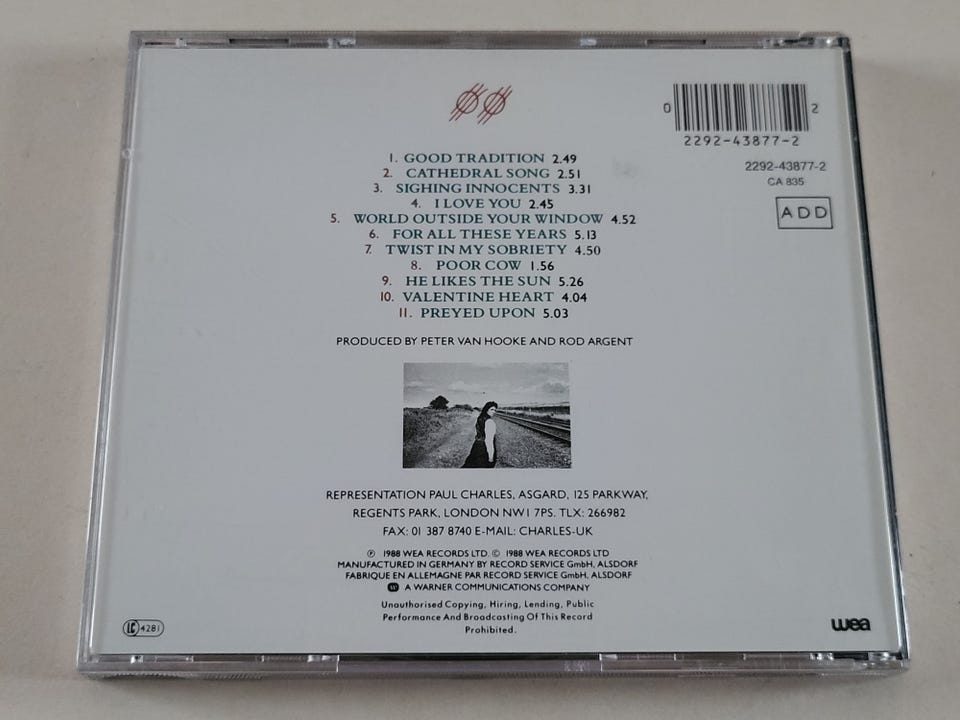 0 2
2292-43877-2
2292-43877-2
CA 835
ADD
1. GOOD TRADITION 2.49
2. CATHEDRAL SONG 2.51
3. SIGHING INNOCENTS 3.31
4. I LOVE YOU 2.45
5. WORLD OUTSIDE YOUR WINDOW 4.52
6. FOR ALL THESE YEARS 5.13
7. TWIST IN MY SOBRIETY 4.50
8. POOR COW 1.56
9. HE LIKES THE SUN 5.26
10. VALENTINE HEART 4.04
11. PREYED UPON 5.03
PRODUCED BY PETER VAN HOOKE AND ROD ARGENT
REPRESENTATION PAUL CHARLES, ASGARD, 125 PARKWAY,
REGENTS PARK, LONDON NW1 7PS. TLX: 266982
FAX: 01 387 8740 E-MAIL: CHARLES-UK
℗ 1988 WEA RECORDS LTD. © 1988 WEA RECORDS LTD
MANUFACTURED IN GERMANY BY RECORD SERVICE GmbH, ALSDORF
FABRIQUE EN ALLEMAGNE PAR RECORD SERVICE GmbH, ALSDORF
A WARNER COMMUNICATIONS COMPANY
Unauthorised Copying, Hiring, Lending, Public
Performance And Broadcasting Of This Record
Prohibited.
LC 4281
wea